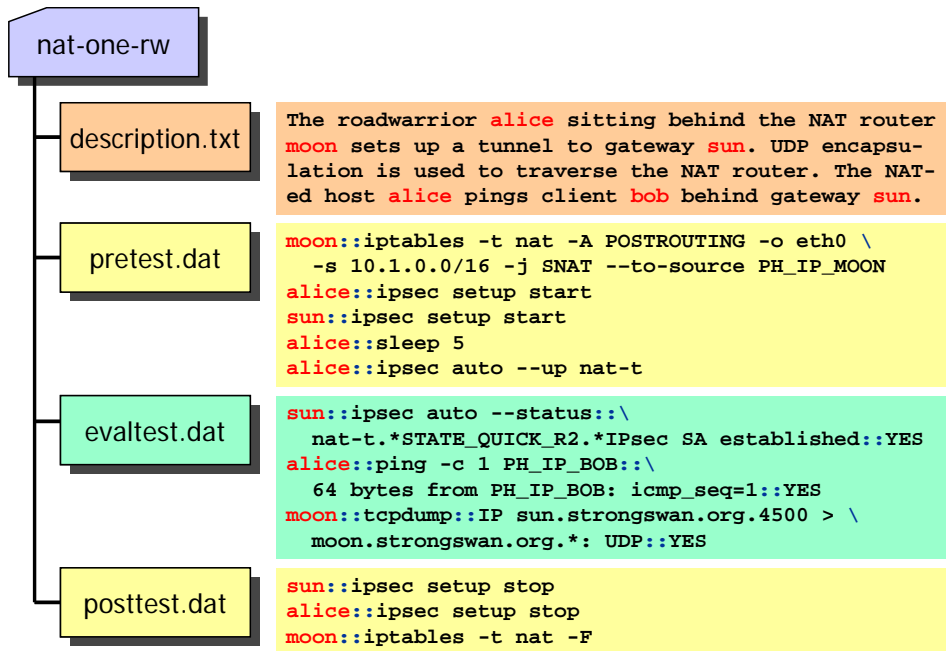 nat-one-rw
description.txt
The roadwarrior alice sitting behind the NAT router
moon sets up a tunnel to gateway sun. UDP encapsu-
lation is used to traverse the NAT router. The NAT-
ed host alice pings client bob behind gateway sun.
pretest.dat
moon::iptables -t nat -A POSTROUTING -o eth0 \
  -s 10.1.0.0/16 -j SNAT --to-source PH_IP_MOON
alice::ipsec setup start
sun::ipsec setup start
alice::sleep 5
alice::ipsec auto --up nat-t
evaltest.dat
sun::ipsec auto --status::\
  nat-t.*STATE_QUICK_R2.*IPsec SA established::YES
alice::ping -c 1 PH_IP_BOB::\
  64 bytes from PH_IP_BOB: icmp_seq=1::YES
moon::tcpdump::IP sun.strongswan.org.4500 > \
  moon.strongswan.org.*: UDP::YES
posttest.dat
sun::ipsec setup stop
alice::ipsec setup stop
moon::iptables -t nat -F